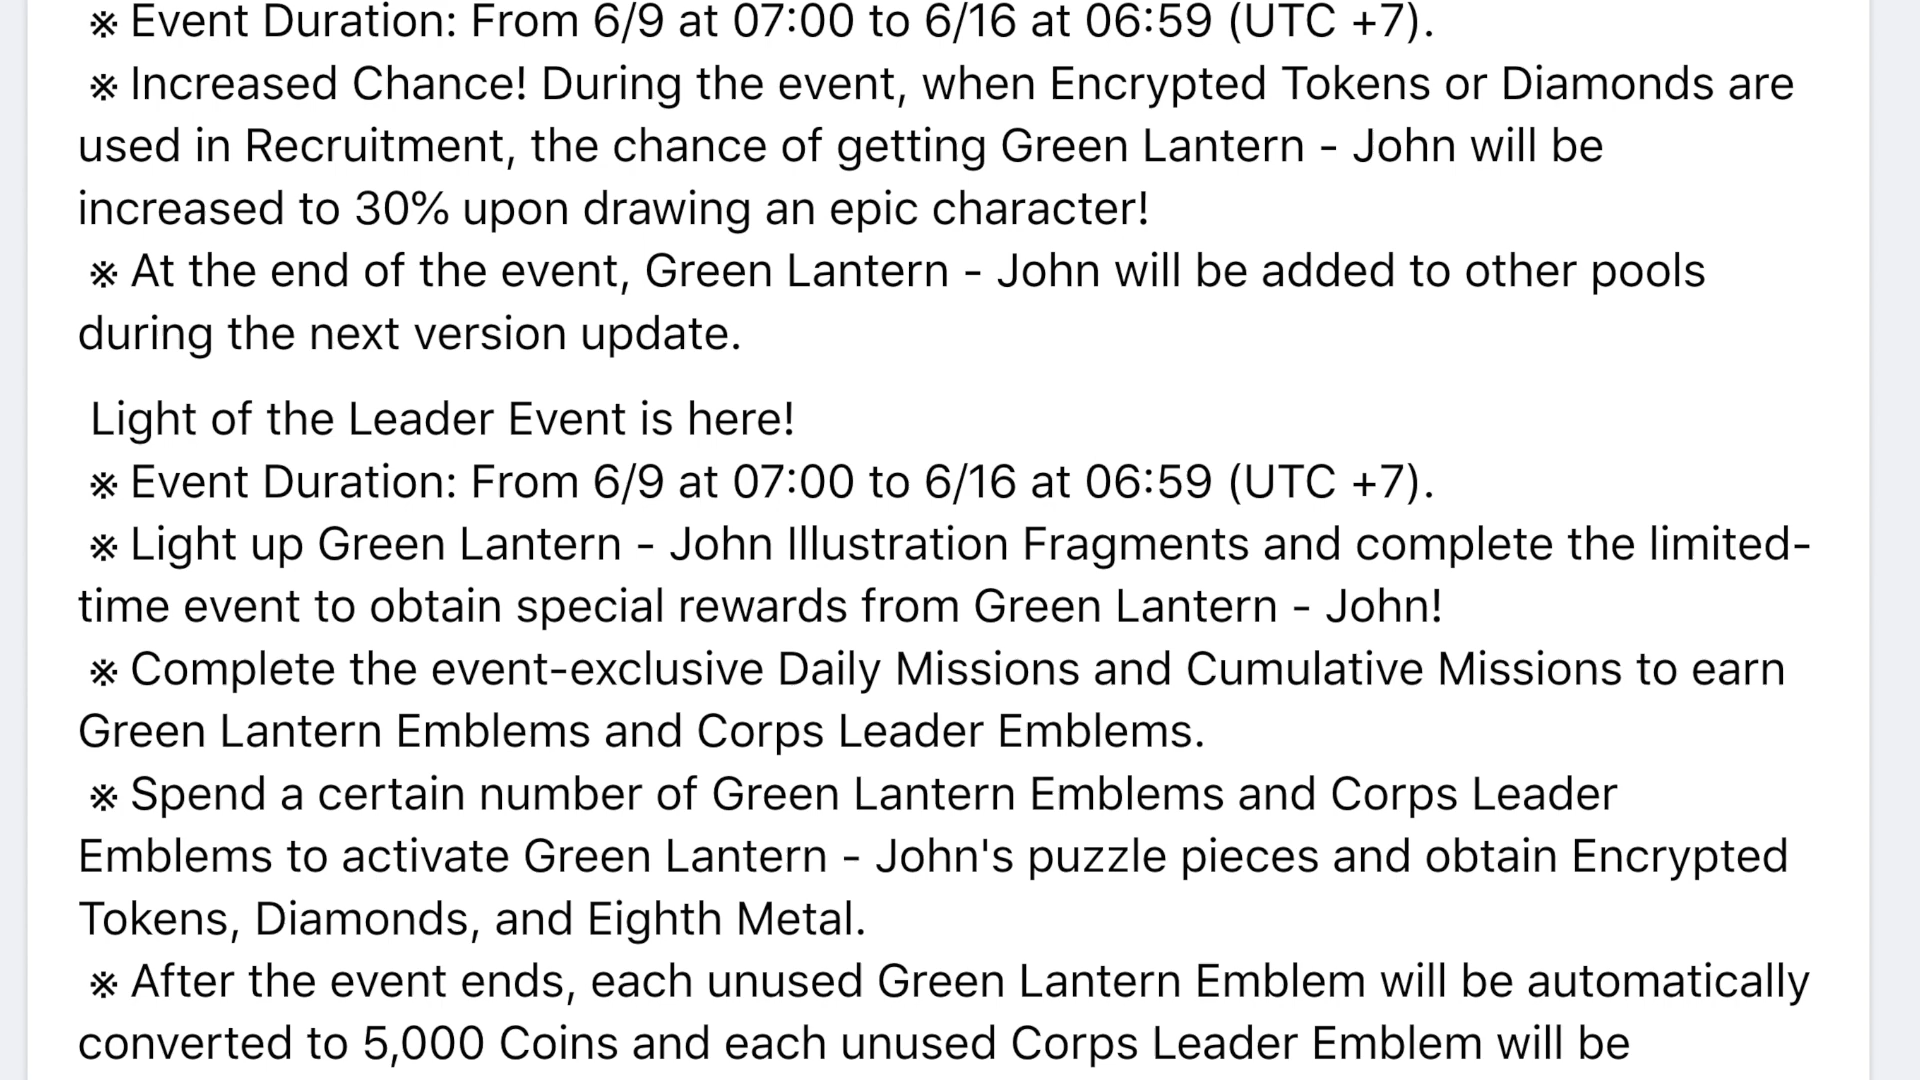 ※ Event Duration: From 6/9 at 07:00 to 6/16 at 06:59 (UTC +7).
※ Increased Chance! During the event, when Encrypted Tokens or Diamonds are
used in Recruitment, the chance of getting Green Lantern - John will be
increased to 30% upon drawing an epic character!
※ At the end of the event, Green Lantern - John will be added to other pools
during the next version update.
Light of the Leader Event is here!
※ Event Duration: From 6/9 at 07:00 to 6/16 at 06:59 (UTC +7).
※ Light up Green Lantern - John Illustration Fragments and complete the limited-
time event to obtain special rewards from Green Lantern - John!
※ Complete the event-exclusive Daily Missions and Cumulative Missions to earn
Green Lantern Emblems and Corps Leader Emblems.
※ Spend a certain number of Green Lantern Emblems and Corps Leader
Emblems to activate Green Lantern - John's puzzle pieces and obtain Encrypted
Tokens, Diamonds, and Eighth Metal.
※ After the event ends, each unused Green Lantern Emblem will be automatically
converted to 5,000 Coins and each unused Corps Leader Emblem will be